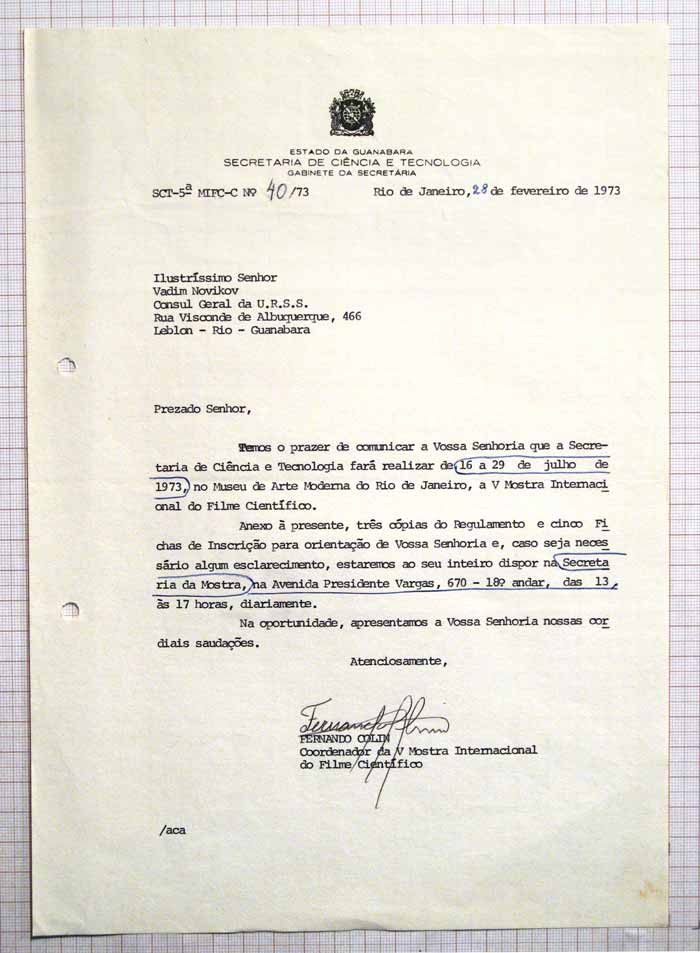 ESTADO DA GUANABARA
SECRETARIA DE CIÊNCIA E TECNOLOGIA
GABINETE DA SECRETÁRIA
SCT-5ª MIFC-C Nº 40/73 Rio de Janeiro, 28 de fevereiro de 1973
Ilustríssimo Senhor
Vadim Novikov
Consul Geral da U.R.S.S.
Rua Visconde de Albuquerque, 466
Leblon - Rio - Guanabara
Prezado Senhor,
Temos o prazer de comunicar a Vossa Senhoria que a Secre-
taria de Ciência e Tecnologia fará realizar de 16 a 29 de julho de
1973, no Museu de Arte Moderna do Rio de Janeiro, a V Mostra Internaci
onal do Filme Científico.
Anexo à presente, três cópias do Regulamento e cinco Fi
chas de Inscrição para orientação de Vossa Senhoria e, caso seja neces
sário algum esclarecimento, estaremos ao seu inteiro dispor na Secreta
ria da Mostra, na Avenida Presidente Vargas, 670 - 18º andar, das 13,
às 17 horas, diariamente.
Na oportunidade, apresentamos a Vossa Senhoria nossas cor
diais saudações.
Atenciosamente,
FERNANDO COLIN
Coordenador da V Mostra Internacional
do Filme Científico
/aca